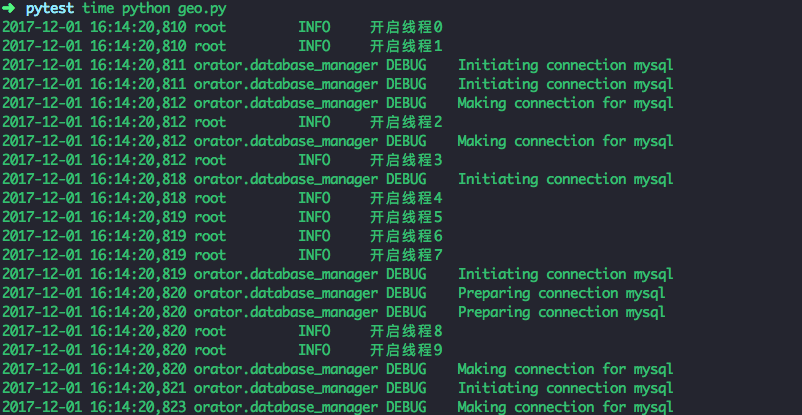 ➜ pytest time python geo.py
2017-12-01 16:14:20,810 root INFO 开启线程0
2017-12-01 16:14:20,810 root INFO 开启线程1
2017-12-01 16:14:20,811 orator.database_manager DEBUG Initiating connection mysql
2017-12-01 16:14:20,811 orator.database_manager DEBUG Initiating connection mysql
2017-12-01 16:14:20,812 orator.database_manager DEBUG Making connection for mysql
2017-12-01 16:14:20,812 root INFO 开启线程2
2017-12-01 16:14:20,812 orator.database_manager DEBUG Making connection for mysql
2017-12-01 16:14:20,812 root INFO 开启线程3
2017-12-01 16:14:20,818 orator.database_manager DEBUG Initiating connection mysql
2017-12-01 16:14:20,818 root INFO 开启线程4
2017-12-01 16:14:20,819 root INFO 开启线程5
2017-12-01 16:14:20,819 root INFO 开启线程6
2017-12-01 16:14:20,819 root INFO 开启线程7
2017-12-01 16:14:20,819 orator.database_manager DEBUG Initiating connection mysql
2017-12-01 16:14:20,820 orator.database_manager DEBUG Preparing connection mysql
2017-12-01 16:14:20,820 orator.database_manager DEBUG Preparing connection mysql
2017-12-01 16:14:20,820 root INFO 开启线程8
2017-12-01 16:14:20,820 root INFO 开启线程9
2017-12-01 16:14:20,820 orator.database_manager DEBUG Making connection for mysql
2017-12-01 16:14:20,821 orator.database_manager DEBUG Initiating connection mysql
2017-12-01 16:14:20,823 orator.database_manager DEBUG Making connection for mysql